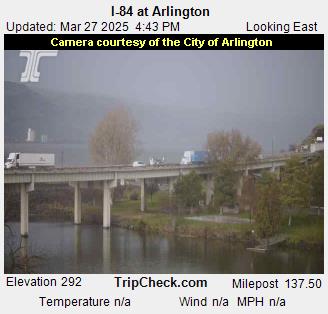 I-84 at Arlington
Updated: Mar 27 2025 4:43 PM Looking East
Camera courtesy of the City of Arlington
Elevation 292 TripCheck.com Milepost 137.50
Temperature n/a Wind n/a MPH n/a